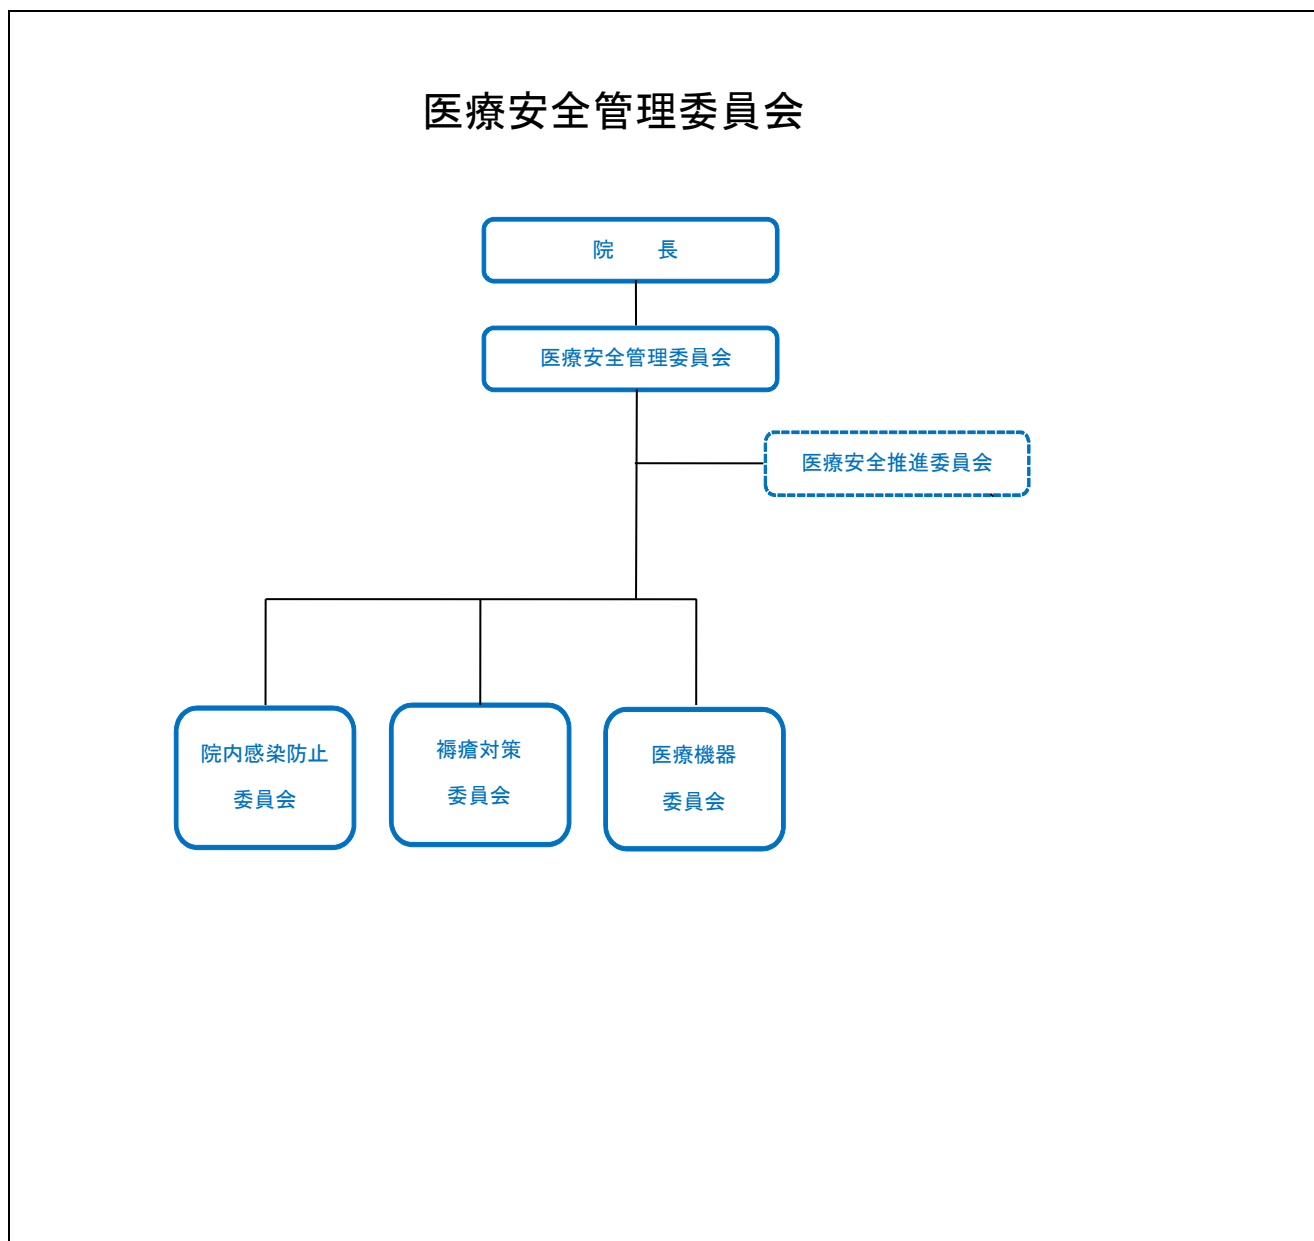 医療安全管理委員会
院　　長
医療安全管理委員会
医療安全推進委員会
院内感染防止
委員会
褥瘡対策
委員会
医療機器
委員会